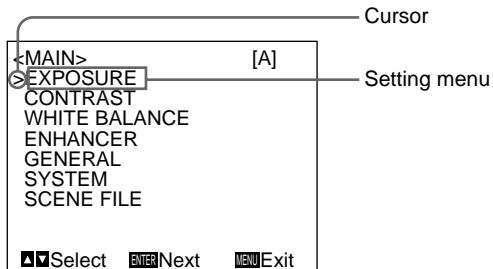 Cursor
<MAIN> [A]
>EXPOSURE
Setting menu
CONTRAST
WHITE BALANCE
ENHANCER
GENERAL
SYSTEM
SCENE FILE
▲▼Select ENTER Next MENU Exit